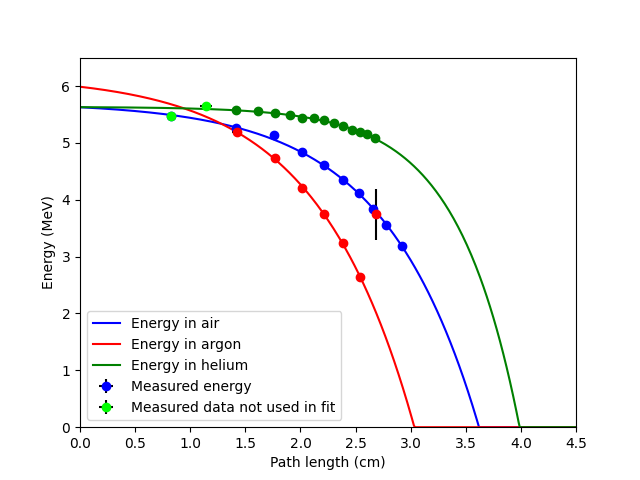 6
5
4
3
2
1
0
Energy (MeV)
Energy in air
Energy in argon
Energy in helium
Measured energy
Measured data not used in fit
0.0 0.5 1.0 1.5 2.0 2.5 3.0 3.5 4.0 4.5
Path length (cm)